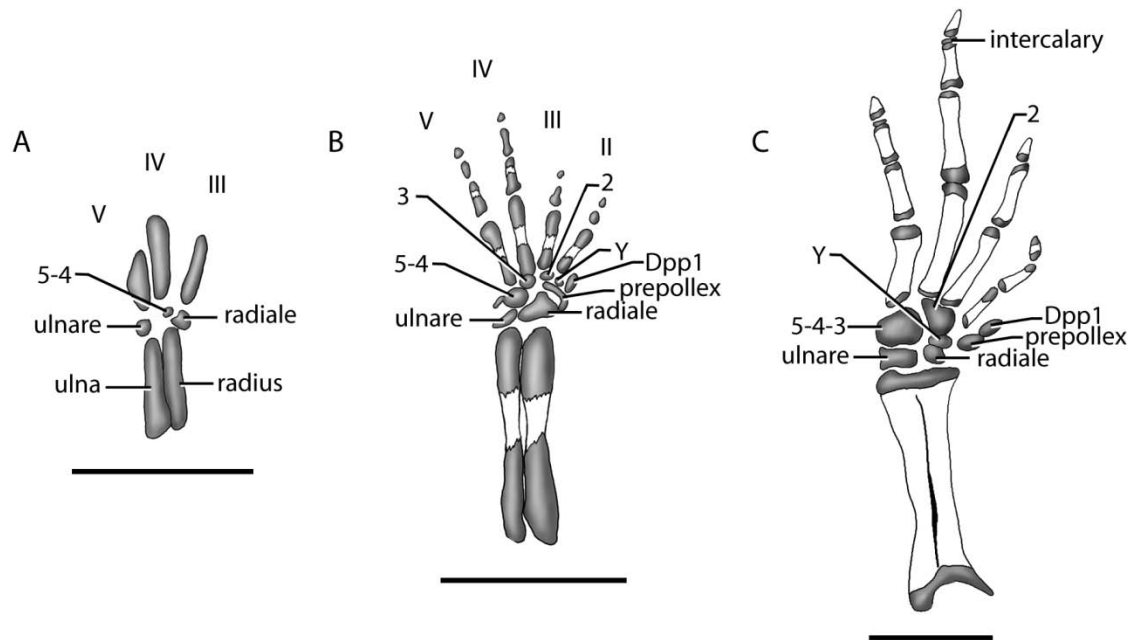 A
IV
III
V
5-4
ulnare
radiale
ulna
radius
B
IV
V
III
II
3
2
5-4
Y
Dpp1
prepollex
ulnare
radiale
C
intercalary
2
Y
5-4-3
Dpp1
prepollex
ulnare
radiale